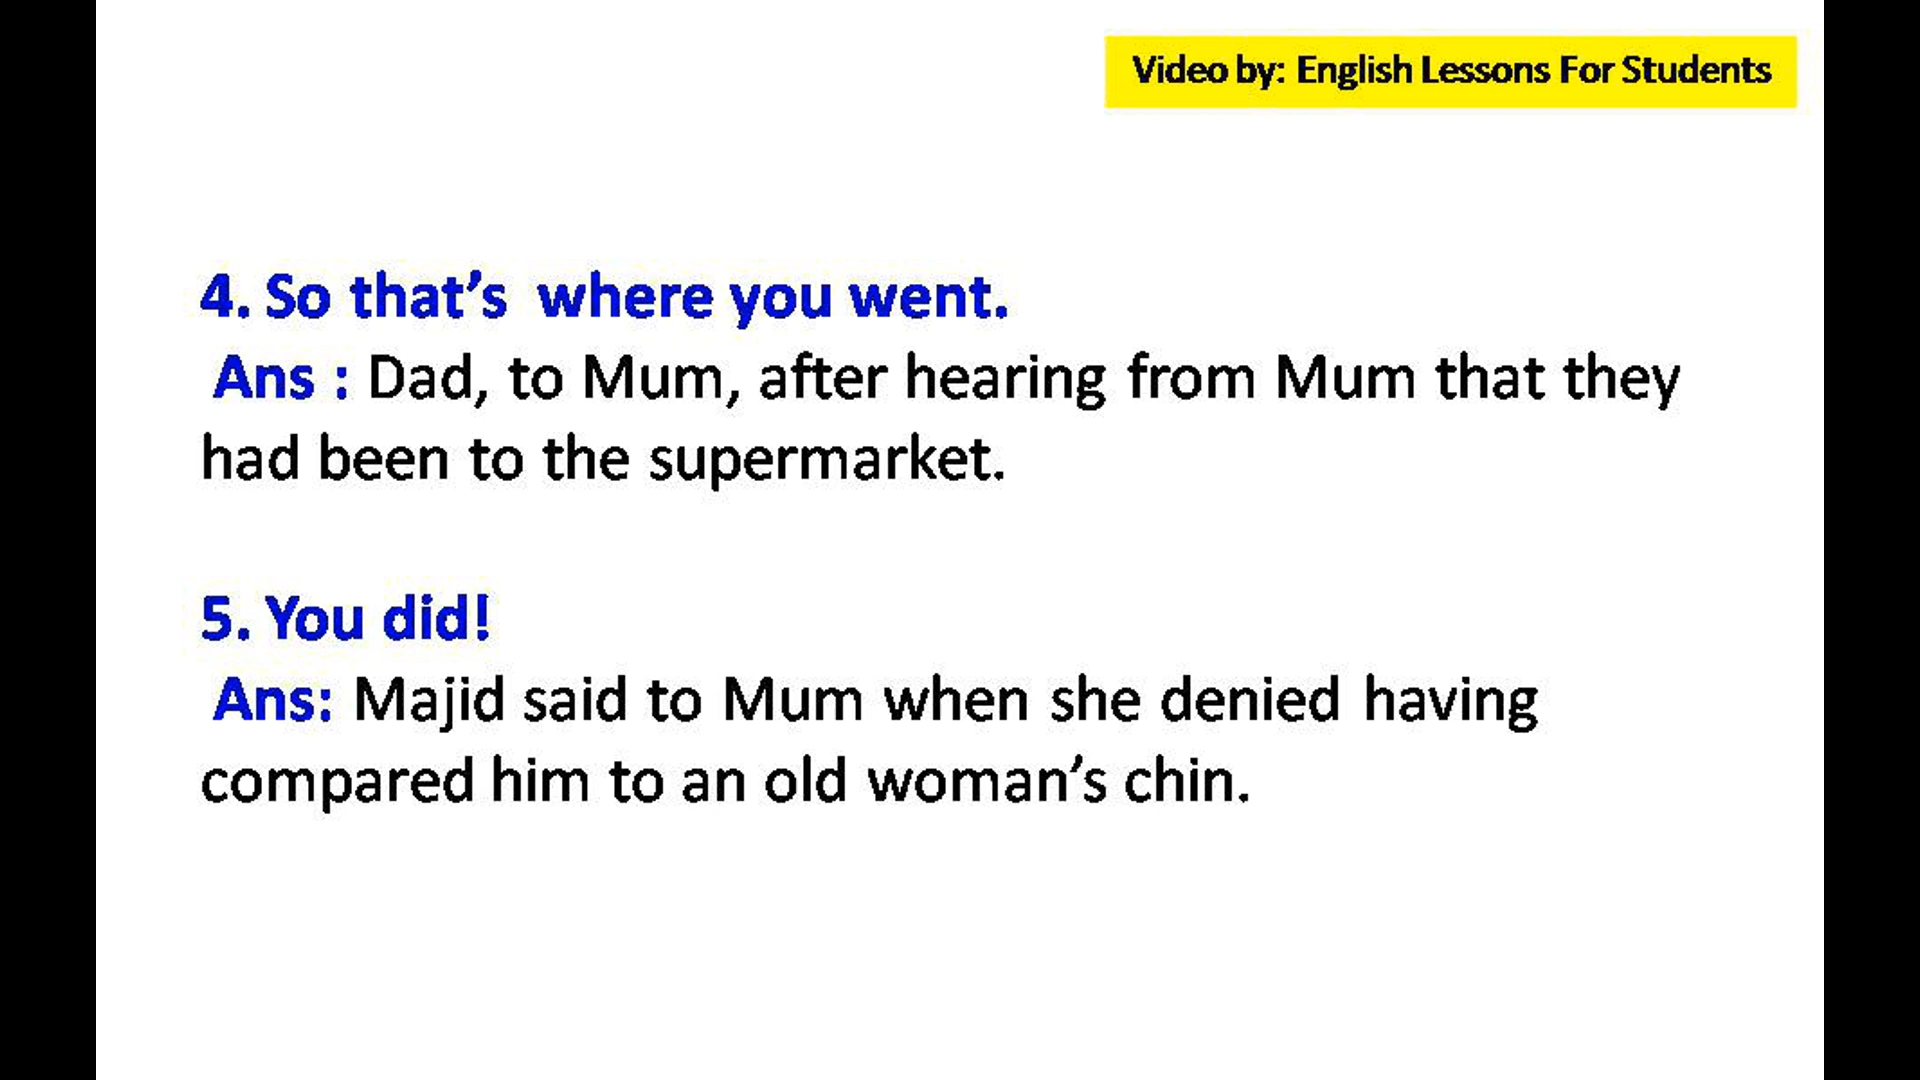 Video by: English Lessons For Students
4. So that’s where you went.
Ans : Dad, to Mum, after hearing from Mum that they
had been to the supermarket.
5. You did!
Ans: Majid said to Mum when she denied having
compared him to an old woman’s chin.